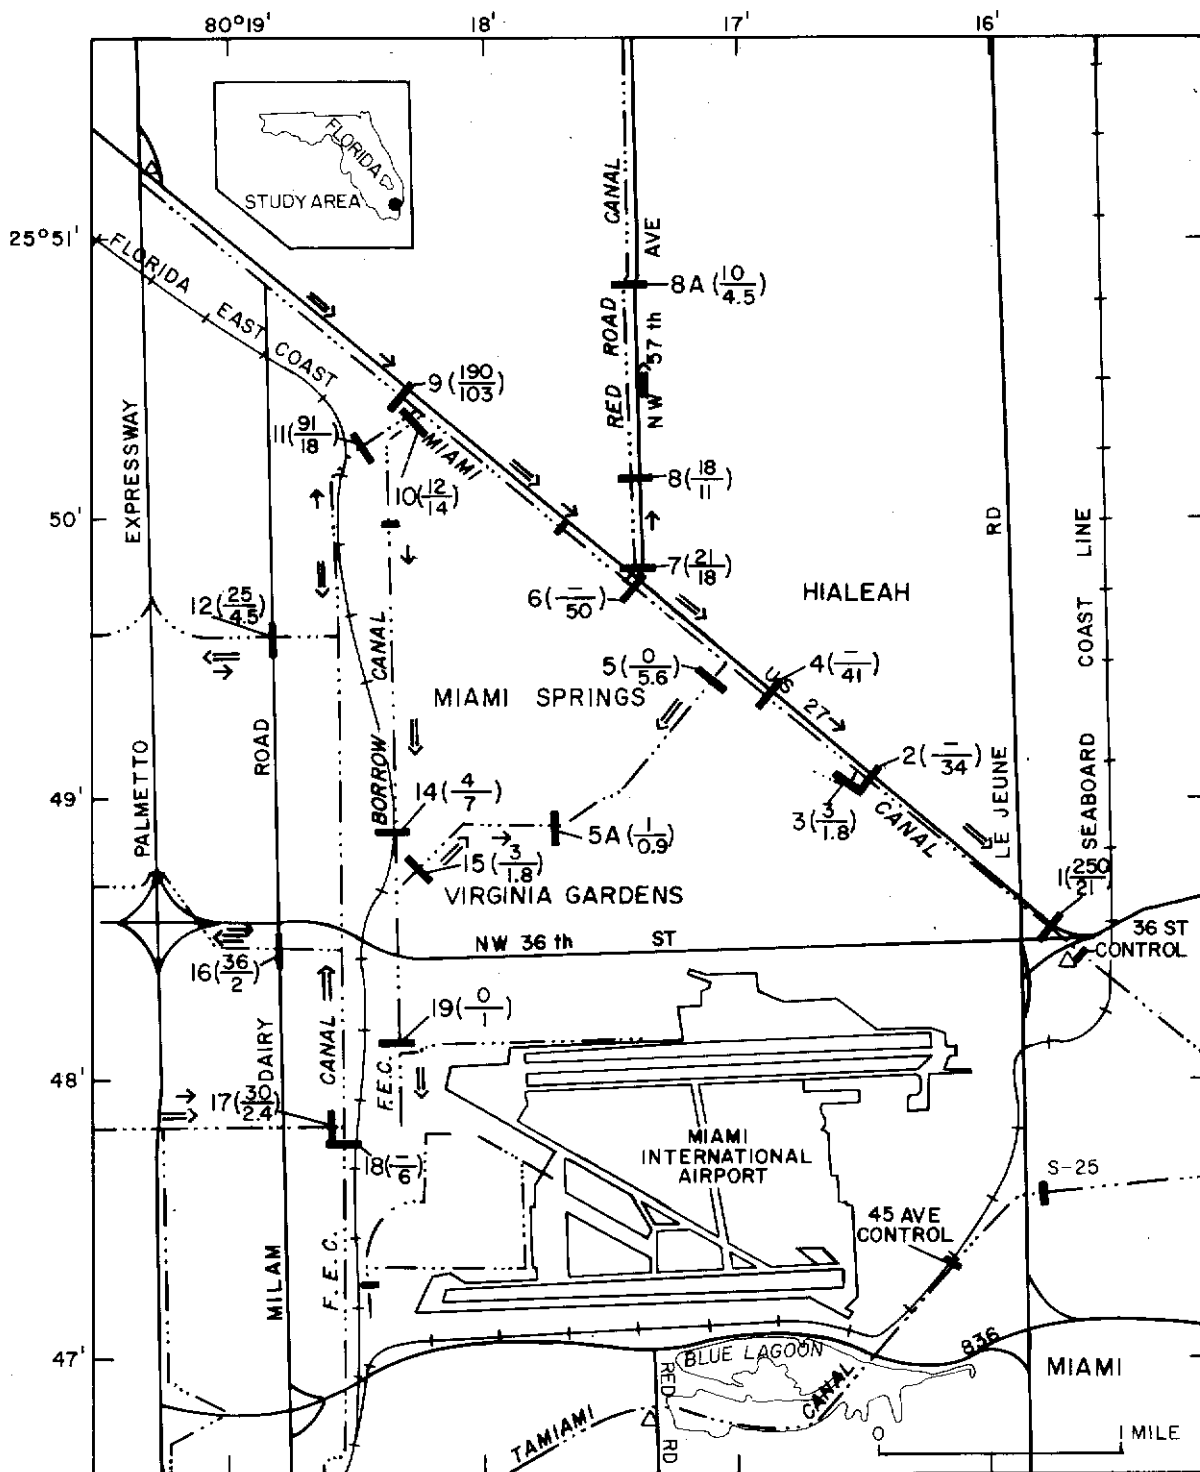 80°19'
18'
17'
16'
FLORIDA
STUDY AREA
25°51'
FLORIDA EAST COAST
RED ROAD CANAL
NW 57 th AVE
8A (10/4.5)
9 (190/103)
11 (91/18)
MIAMI
10 (12/14)
8 (18/11)
EXPRESSWAY
50'
7 (21/18)
6 (—/50)
HIALEAH
RD
SEABOARD COAST LINE
12 (25/4.5)
5 (0/5.6)
4 (—/41)
U.S 27
BORROW CANAL
MIAMI SPRINGS
PALMETTO
ROAD
2 (—/34)
49'
14 (4/7)
3 (3/1.8)
CANAL
LE JEUNE
5A (1/0.9)
15 (3/1.8)
VIRGINIA GARDENS
1 (250/21)
36 ST
CONTROL
NW 36 th ST
16 (36/2)
19 (0/1)
DAIRY
CANAL
F.E.C.
48'
17 (30/2.4)
18 (—/6)
MIAMI
INTERNATIONAL
AIRPORT
S-25
45 AVE
CONTROL
MILAM
F.E.C.
47'
836
BLUE LAGOON
MIAMI
RED RD
CANAL
TAMIAMI
0
1 MILE